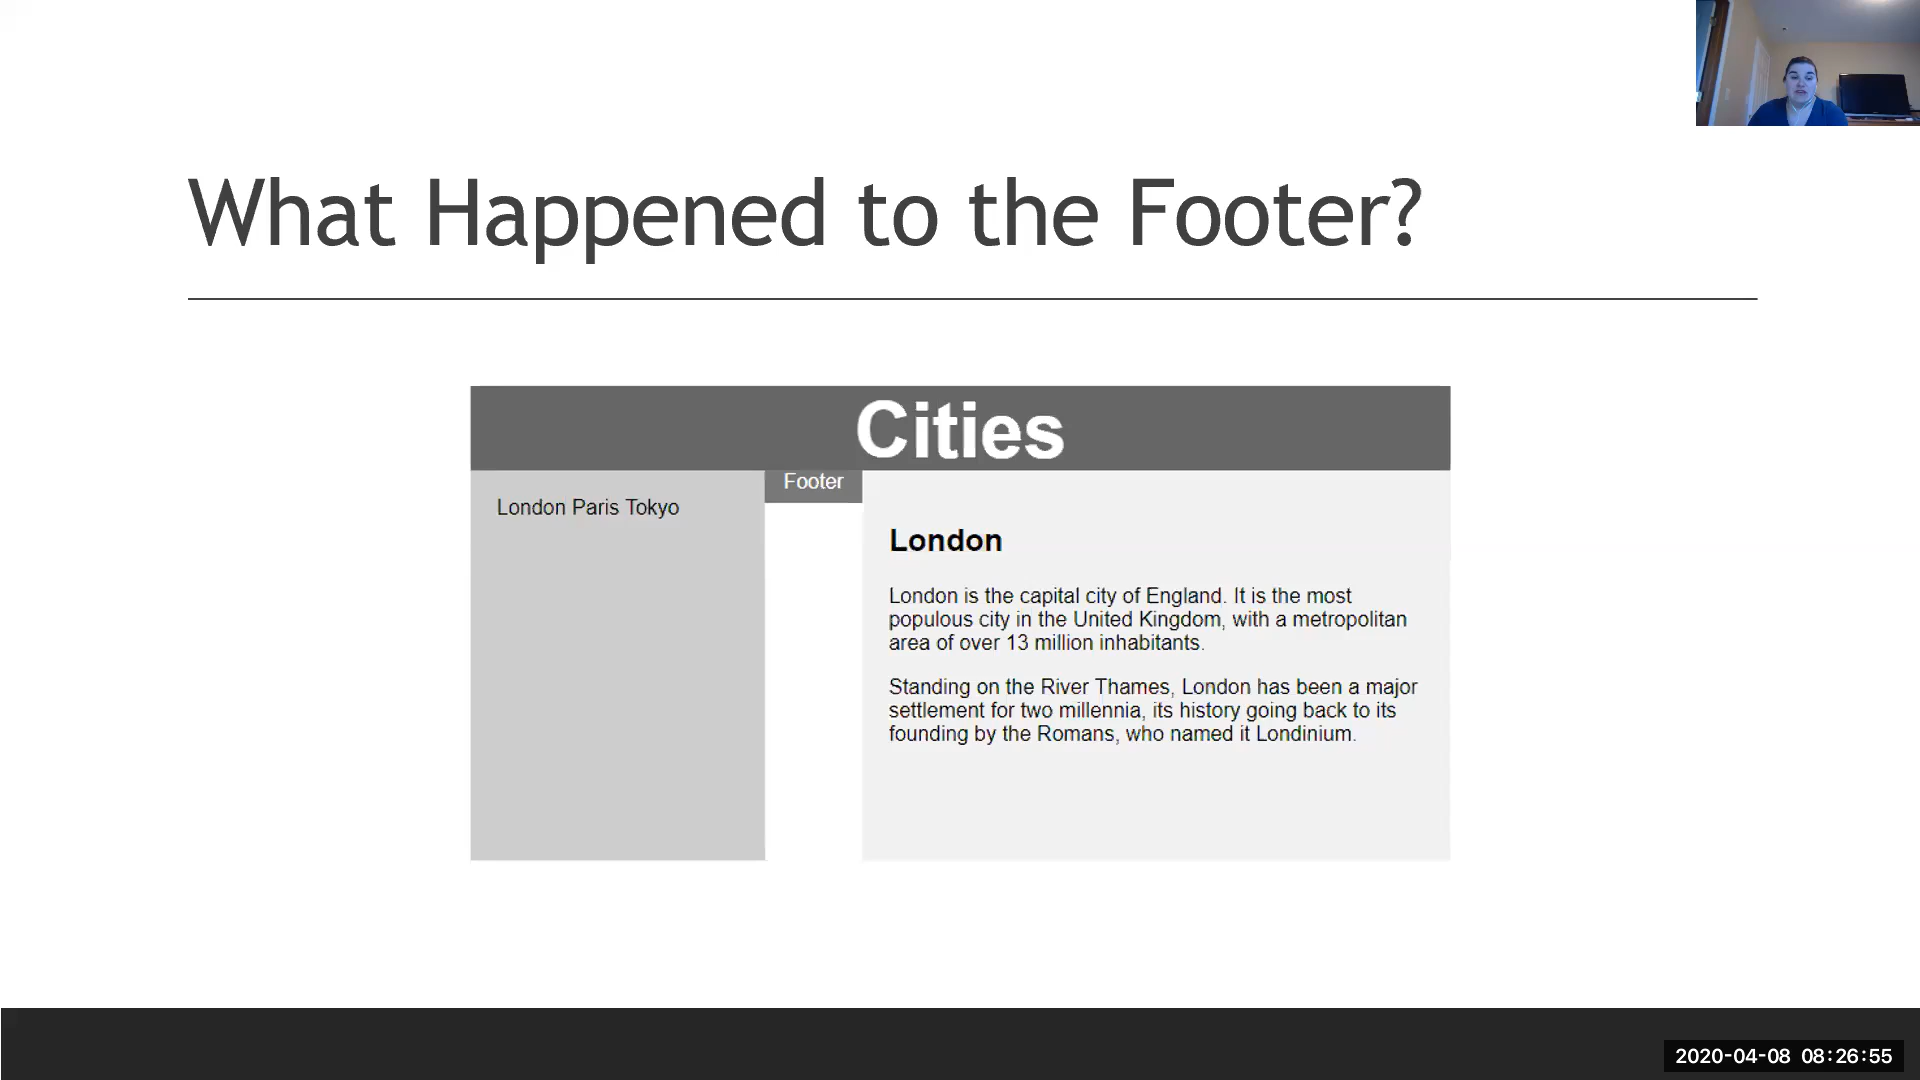 What Happened to the Footer?
Cities
Footer
London Paris Tokyo
London
London is the capital city of England. It is the most
populous city in the United Kingdom, with a metropolitan
area of over 13 million inhabitants.
Standing on the River Thames, London has been a major
settlement for two millennia, its history going back to its
founding by the Romans, who named it Londinium.
2020-04-08 08:26:55